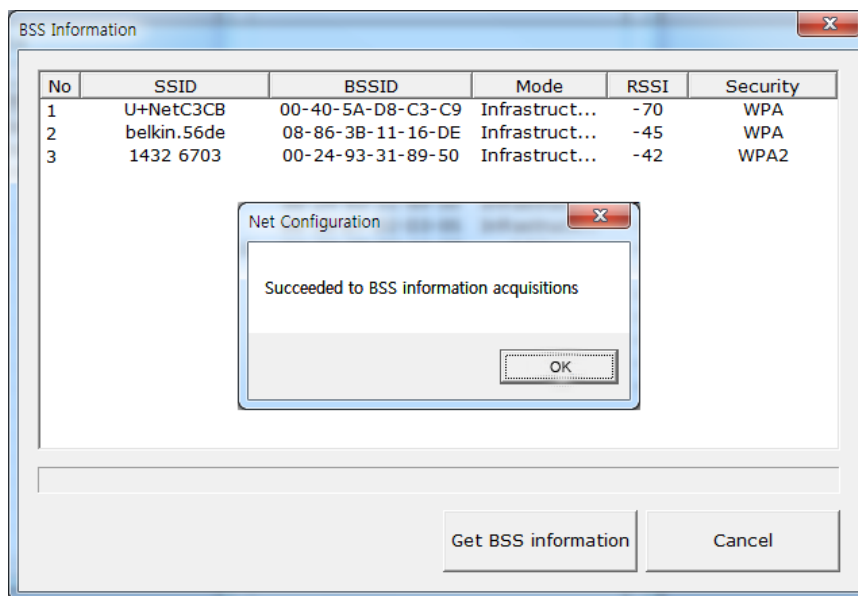 BSS Information
No SSID BSSID Mode RSSI Security
1 U+NetC3CB 00-40-5A-D8-C3-C9 Infrastruct... -70 WPA
2 belkin.56de 08-86-3B-11-16-DE Infrastruct... -45 WPA
3 1432 6703 00-24-93-31-89-50 Infrastruct... -42 WPA2
Net Configuration
Succeeded to BSS information acquisitions
OK
Get BSS information Cancel